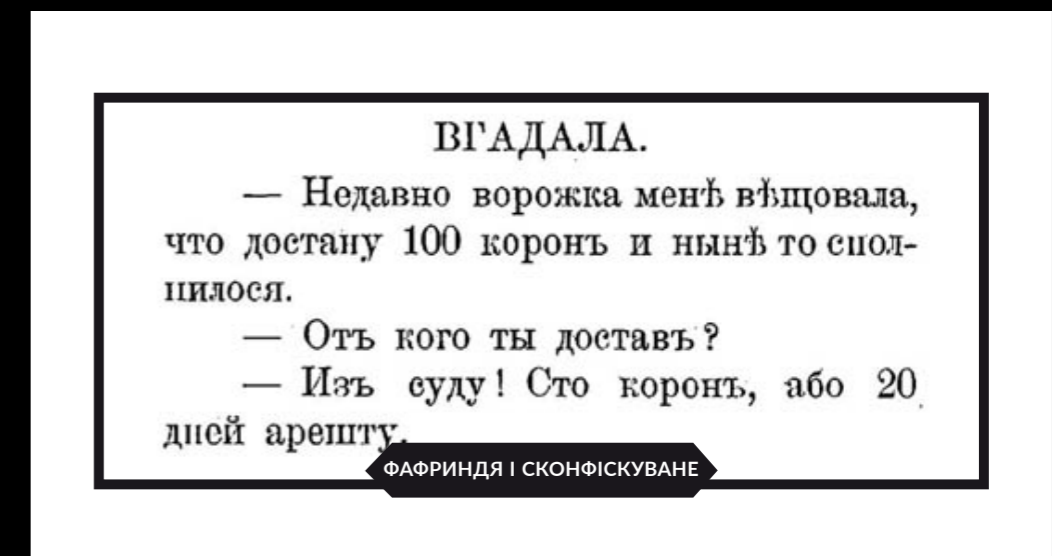 ВГАДАЛА.
— Недавно ворожка менѣ вѣщовала,
что достану 100 коронъ и нынѣ то спол-
нилося.
— Отъ кого ты доставъ?
— Изъ суду! Сто коронъ, або 20
дней арешту.
ФАФРИНДЯ І СКОНФІСКУВАНЕ